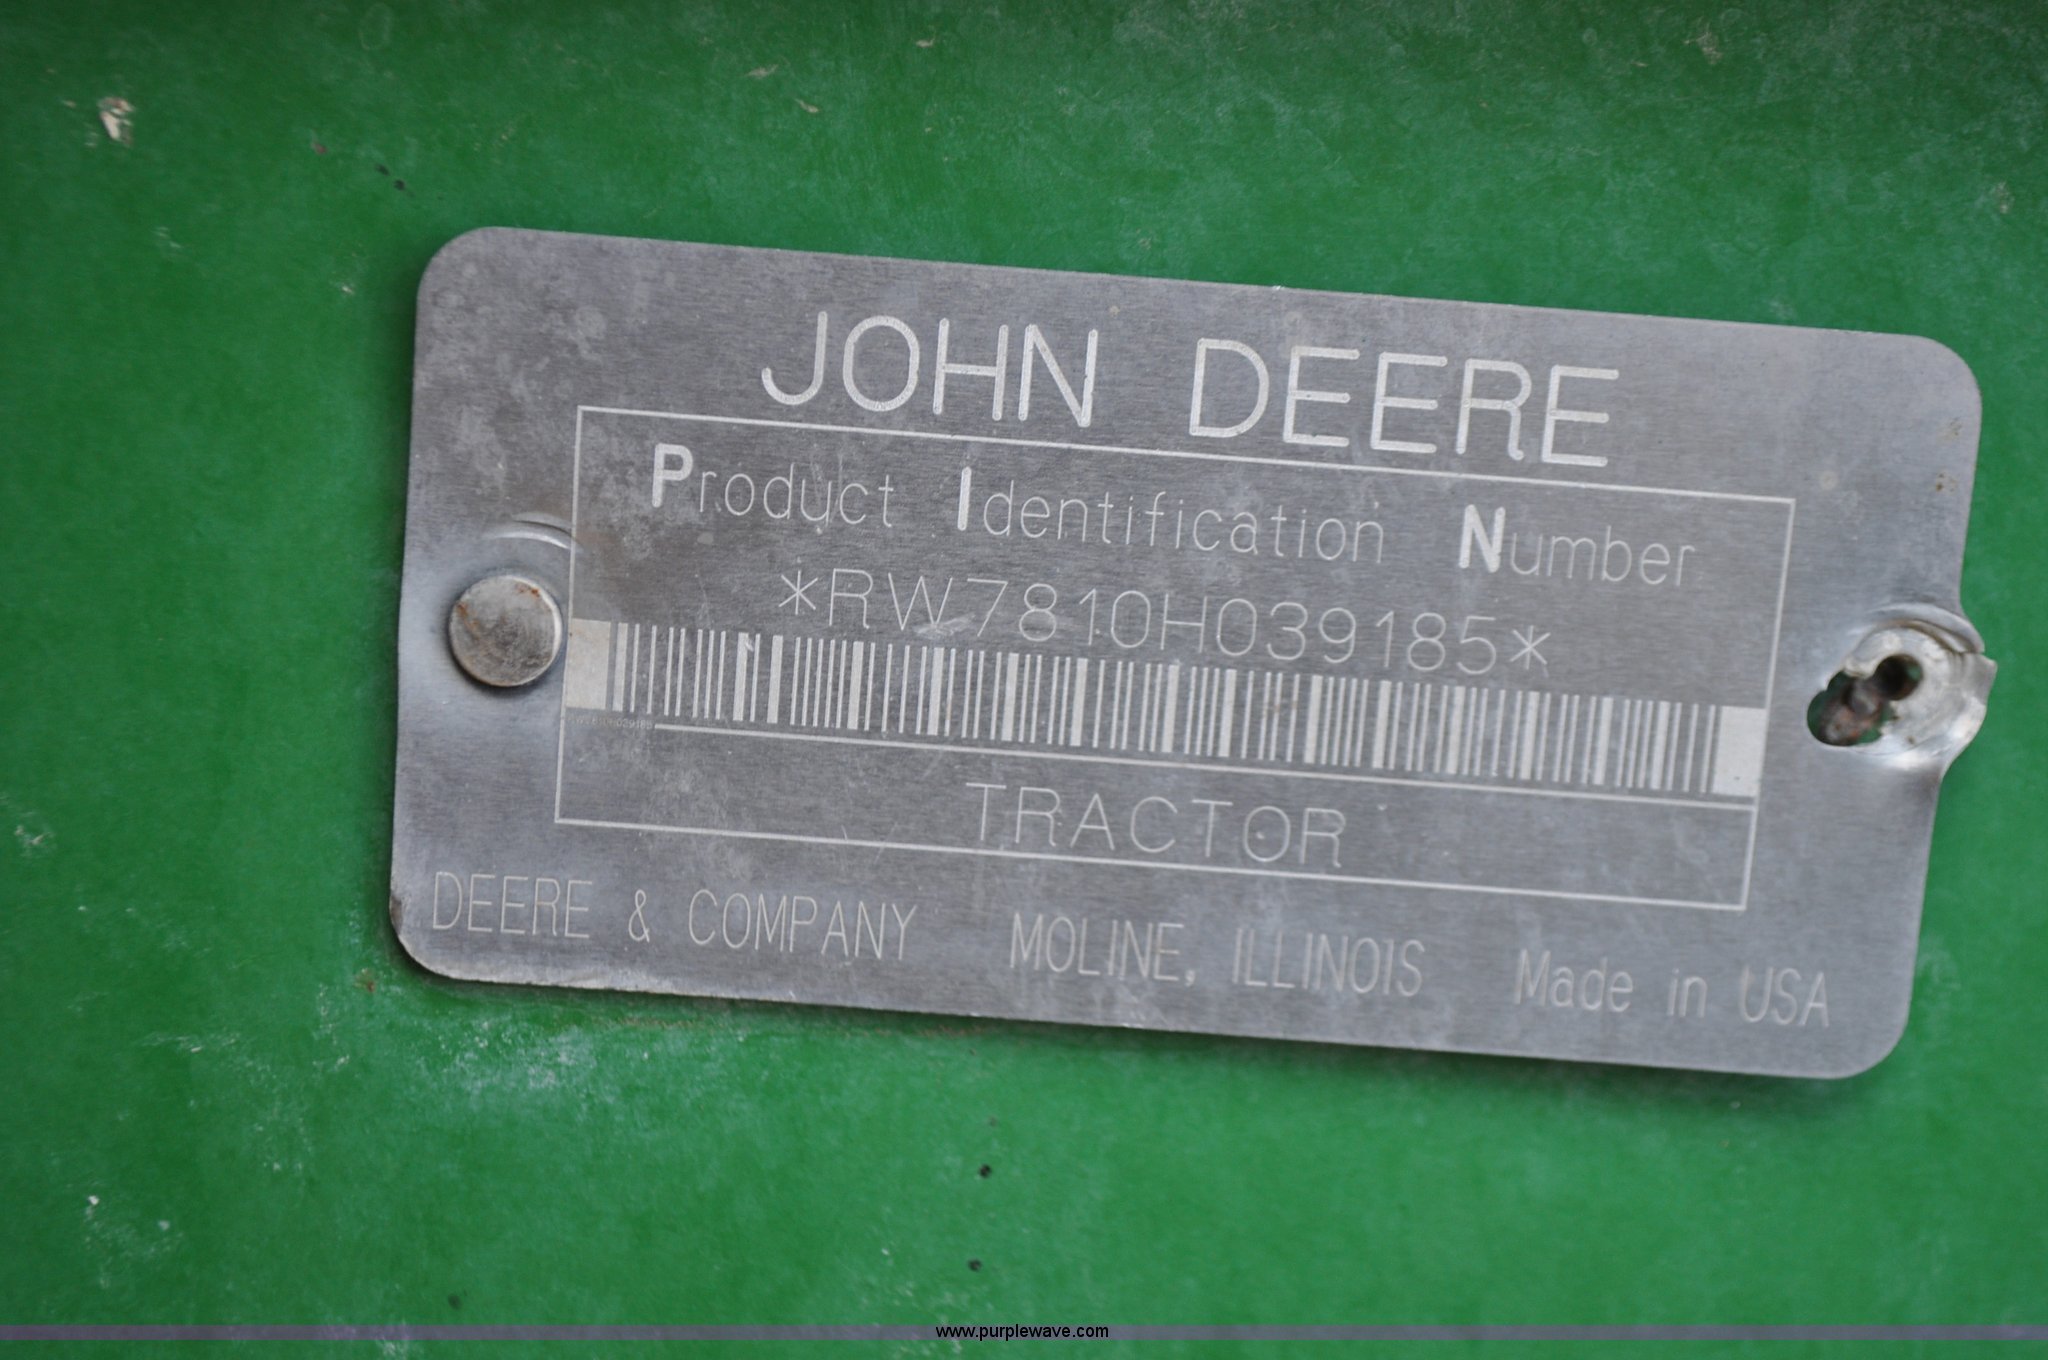 JOHN DEERE
Product Identification Number
*RW7810H039185*
TRACTOR
DEERE & COMPANY MOLINE, ILLINOIS Made in USA
www.purplewave.com